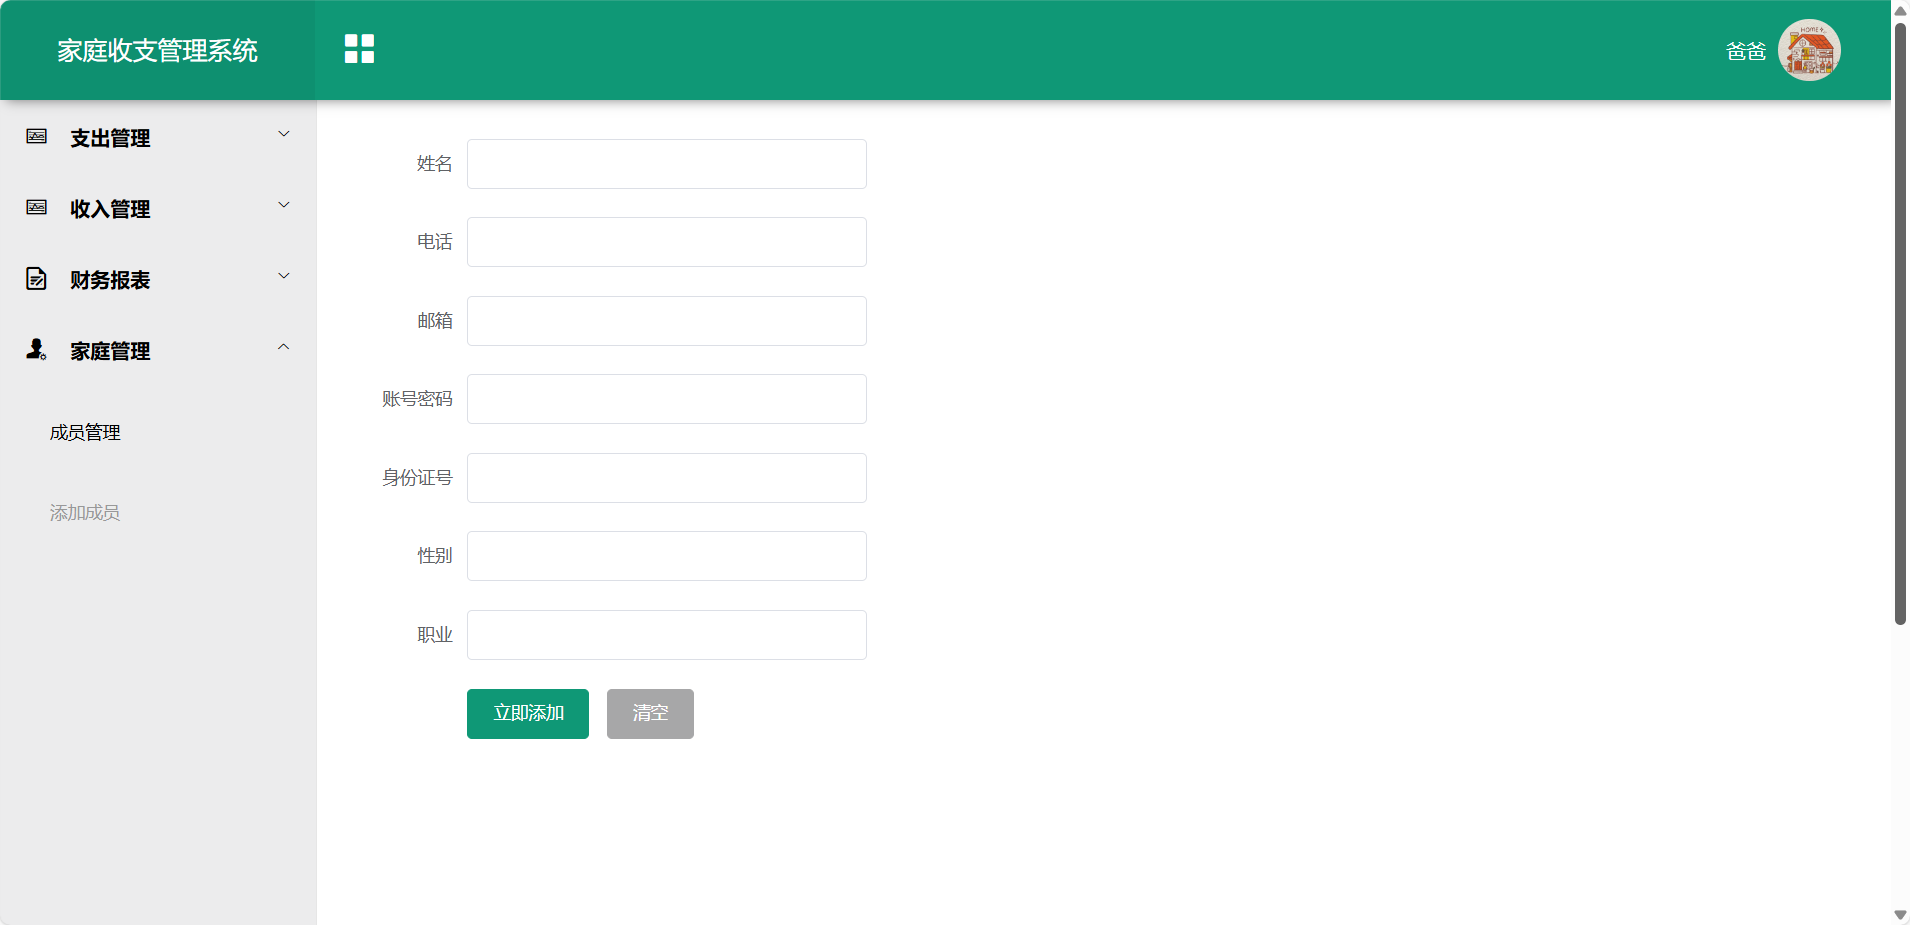 家庭收支管理系统
爸爸
HOME
支出管理
收入管理
财务报表
家庭管理
成员管理
添加成员
姓名
电话
邮箱
账号密码
身份证号
性别
职业
立即添加 清空